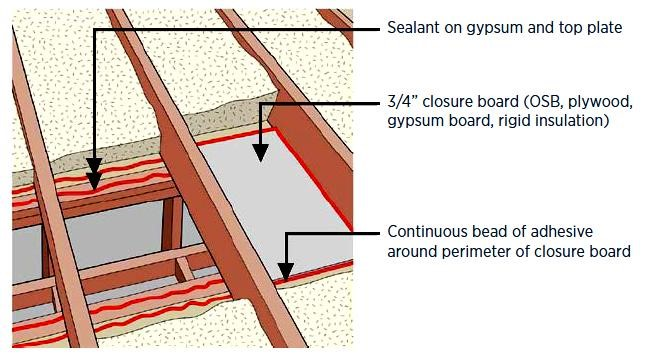 Sealant on gypsum and top plate
3/4” closure board (OSB, plywood,
gypsum board, rigid insulation)
Continuous bead of adhesive
around perimeter of closure board